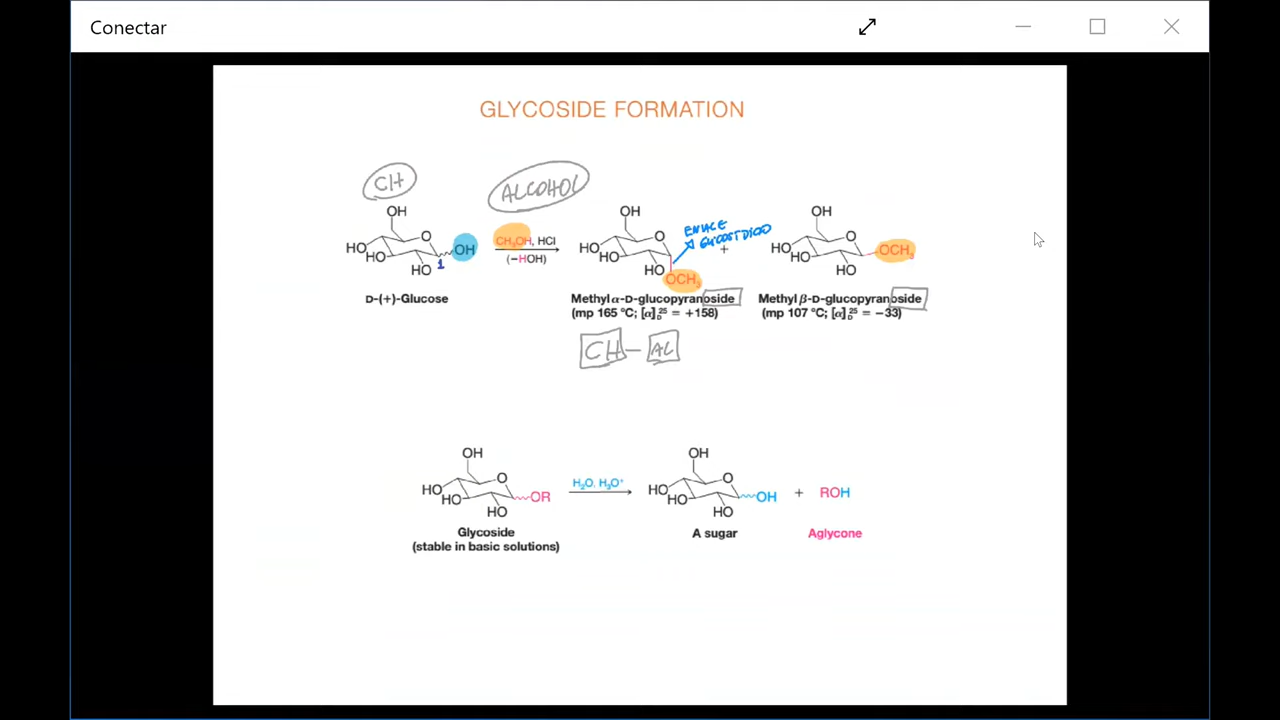 Conectar
GLYCOSIDE FORMATION
CH
ALCOHOL
OH
HO
HO
HO
O
OH
1
CH₃OH, HCl
(−HOH)
OH
HO
HO
HO
O
OCH₃
ENLACE
GLICOSIDICO
+
OH
HO
HO
HO
O
OCH₃
D-(+)-Glucose
Methyl α-D-glucopyranoside
(mp 165 °C; [α]D25 = +158)
Methyl β-D-glucopyranoside
(mp 107 °C; [α]D25 = −33)
CH — AL
OH
HO
HO
HO
O
OR
H₂O, H₃O⁺
OH
HO
HO
HO
O
OH
+ ROH
Glycoside
(stable in basic solutions)
A sugar
Aglycone